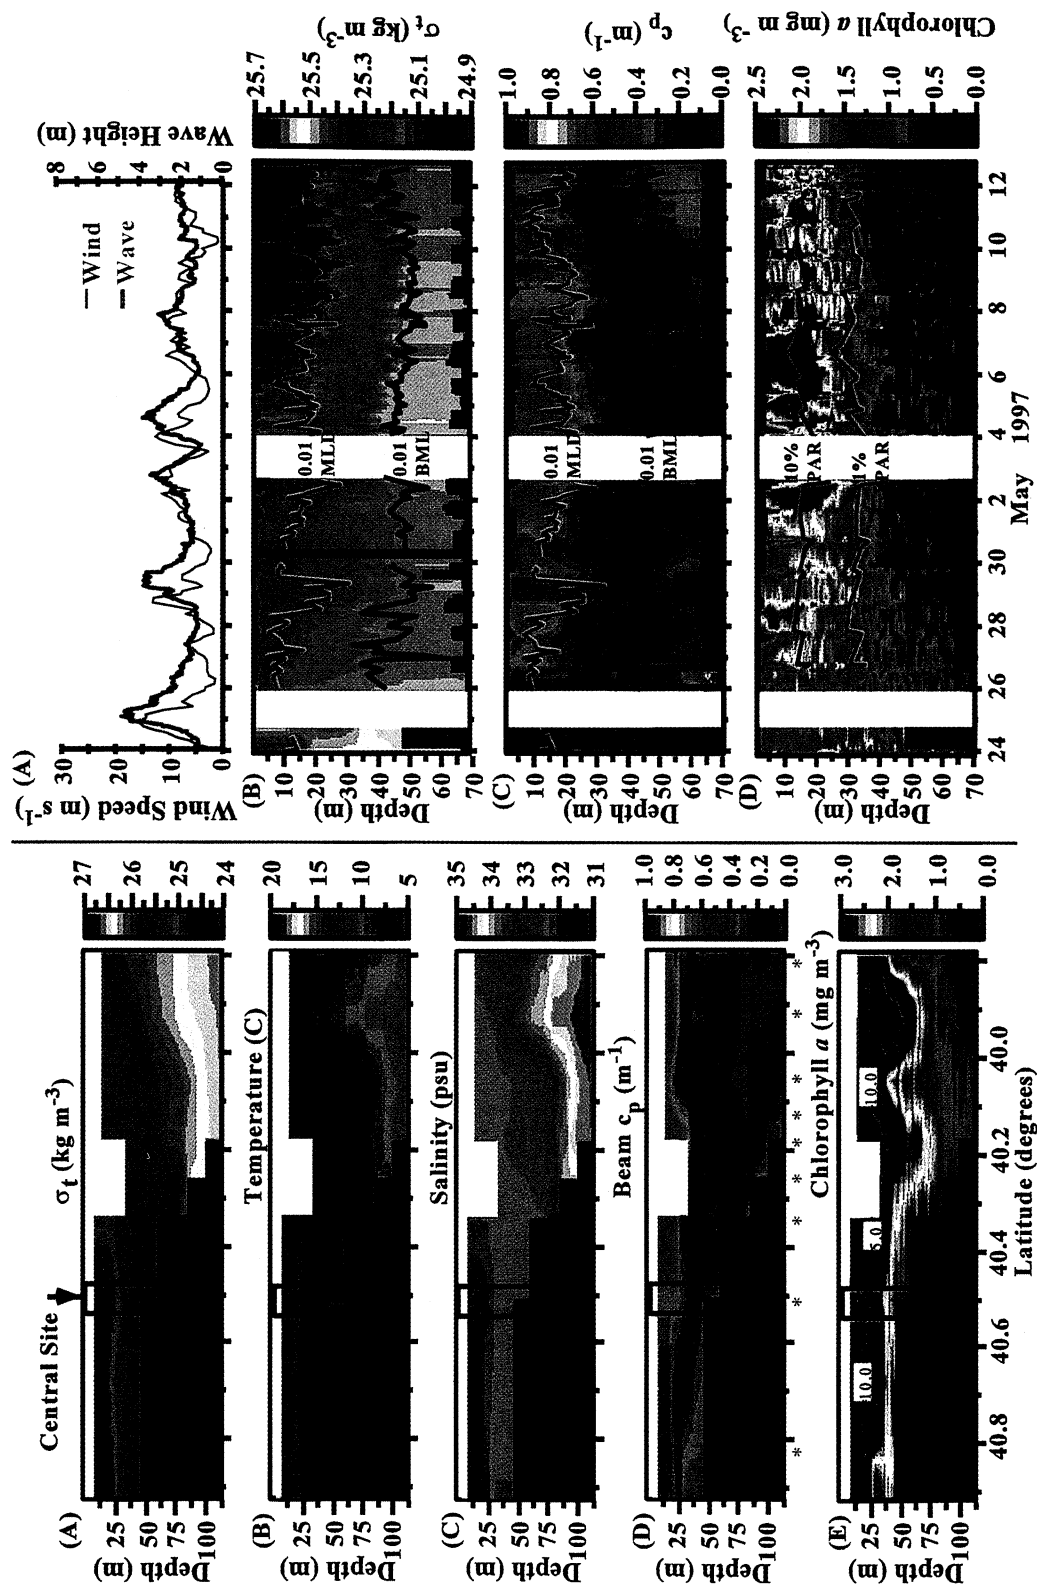 Central Site
(A)
σt (kg m-3)
Depth (m)
25
50
75
100
27
26
25
24
(B)
Temperature (C)
Depth (m)
25
50
75
100
20
15
10
5
(C)
Salinity (psu)
Depth (m)
25
50
75
100
35
34
33
32
31
(D)
Beam cp (m-1)
Depth (m)
25
50
75
100
1.0
0.8
0.6
0.4
0.2
0.0
* * * * * * * * *
(E)
Chlorophyll a (mg m-3)
Depth (m)
25
50
75
100
10.0
5.0
10.0
3.0
2.0
1.0
0.0
40.8 40.6 40.4 40.2 40.0
Latitude (degrees)
(A)
Wind Speed (m s-1)
30
20
10
0
Wind
Wave
8
6
4
2
0
Wave Height (m)
(B)
Depth (m)
10
20
30
40
50
60
70
0.01
MLD
0.01
BML
25.7
25.5
25.3
25.1
24.9
σt (kg m-3)
(C)
Depth (m)
10
20
30
40
50
60
70
0.01
MLD
0.01
BML
1.0
0.8
0.6
0.4
0.2
0.0
cp (m-1)
(D)
Depth (m)
10
20
30
40
50
60
70
10%
PAR
1%
PAR
2.5
2.0
1.5
1.0
0.5
0.0
Chlorophyll a (mg m-3)
24 26 28 30 2 4 6 8 10 12
May 1997